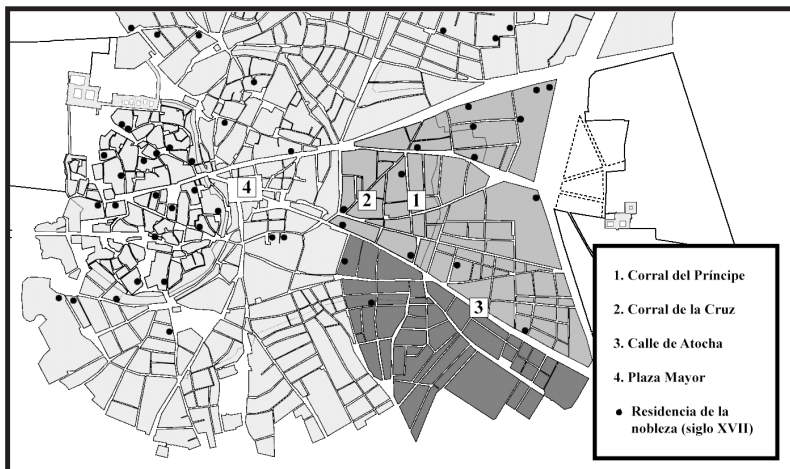 4
2
1
3
1. Corral del Príncipe
2. Corral de la Cruz
3. Calle de Atocha
4. Plaza Mayor
● Residencia de la
nobleza (siglo XVII)